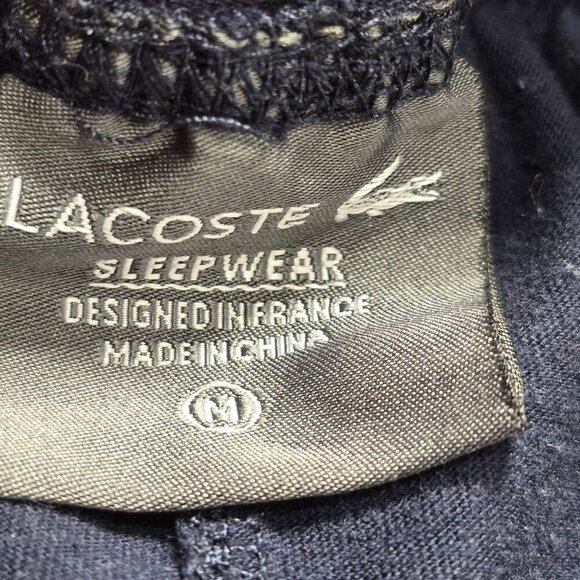 LACOSTE
SLEEPWEAR
DESIGNED IN FRANCE
MADE IN CHINA
M